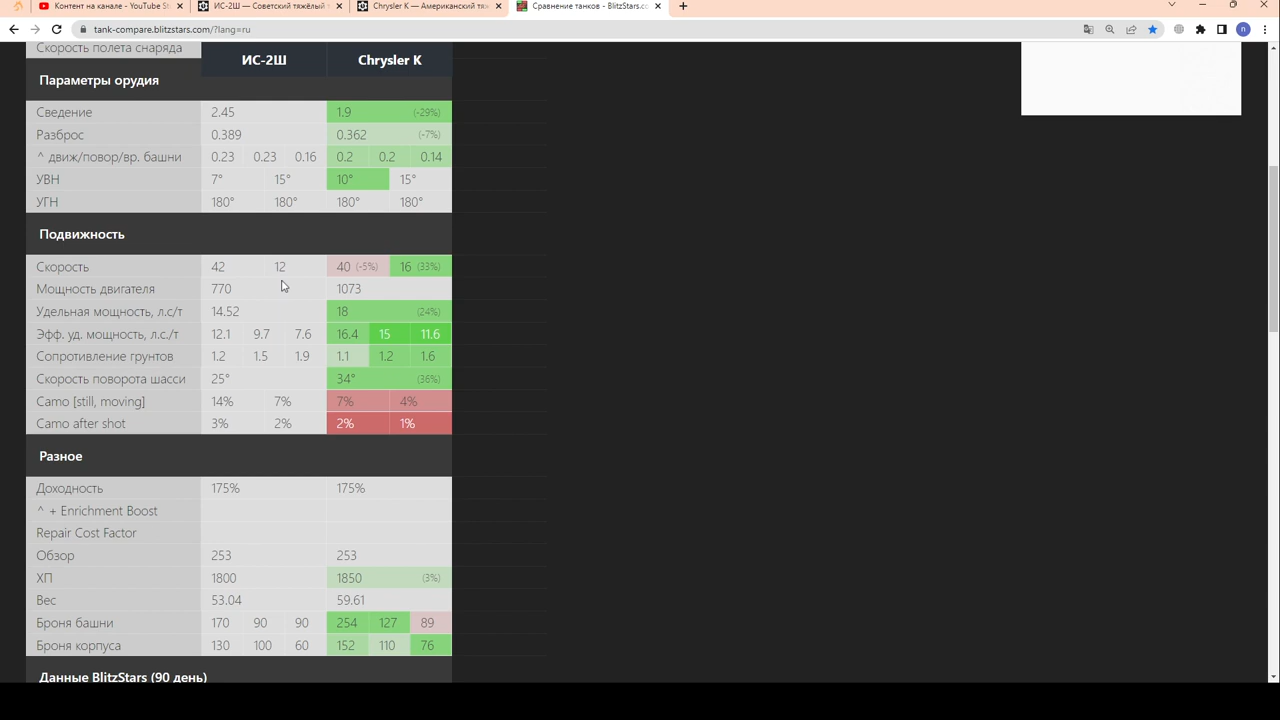 Контент на канале - YouTube St
ИС-2Ш — Советский тяжёлый т
Chrysler K — Американский тяж
Сравнение танков - BlitzStars.co
tank-compare.blitzstars.com/?lang=ru
n
Скорость полета снаряда
ИС-2Ш Chrysler K
Параметры орудия
Сведение 2.45 1.9 (-29%)
Разброс 0.389 0.362 (-7%)
^ движ/повор/вр. башни 0.23 0.23 0.16 0.2 0.2 0.14
УВН 7° 15° 10° 15°
УГН 180° 180° 180° 180°
Подвижность
Скорость 42 12 40 (-5%) 16 (33%)
Мощность двигателя 770 1073
Удельная мощность, л.с/т 14.52 18 (24%)
Эфф. уд. мощность, л.с./т 12.1 9.7 7.6 16.4 15 11.6
Сопротивление грунтов 1.2 1.5 1.9 1.1 1.2 1.6
Скорость поворота шасси 25° 34° (36%)
Camo [still, moving] 14% 7% 7% 4%
Camo after shot 3% 2% 2% 1%
Разное
Доходность 175% 175%
^ + Enrichment Boost
Repair Cost Factor
Обзор 253 253
ХП 1800 1850 (3%)
Вес 53.04 59.61
Броня башни 170 90 90 254 127 89
Броня корпуса 130 100 60 152 110 76
Данные BlitzStars (90 день)